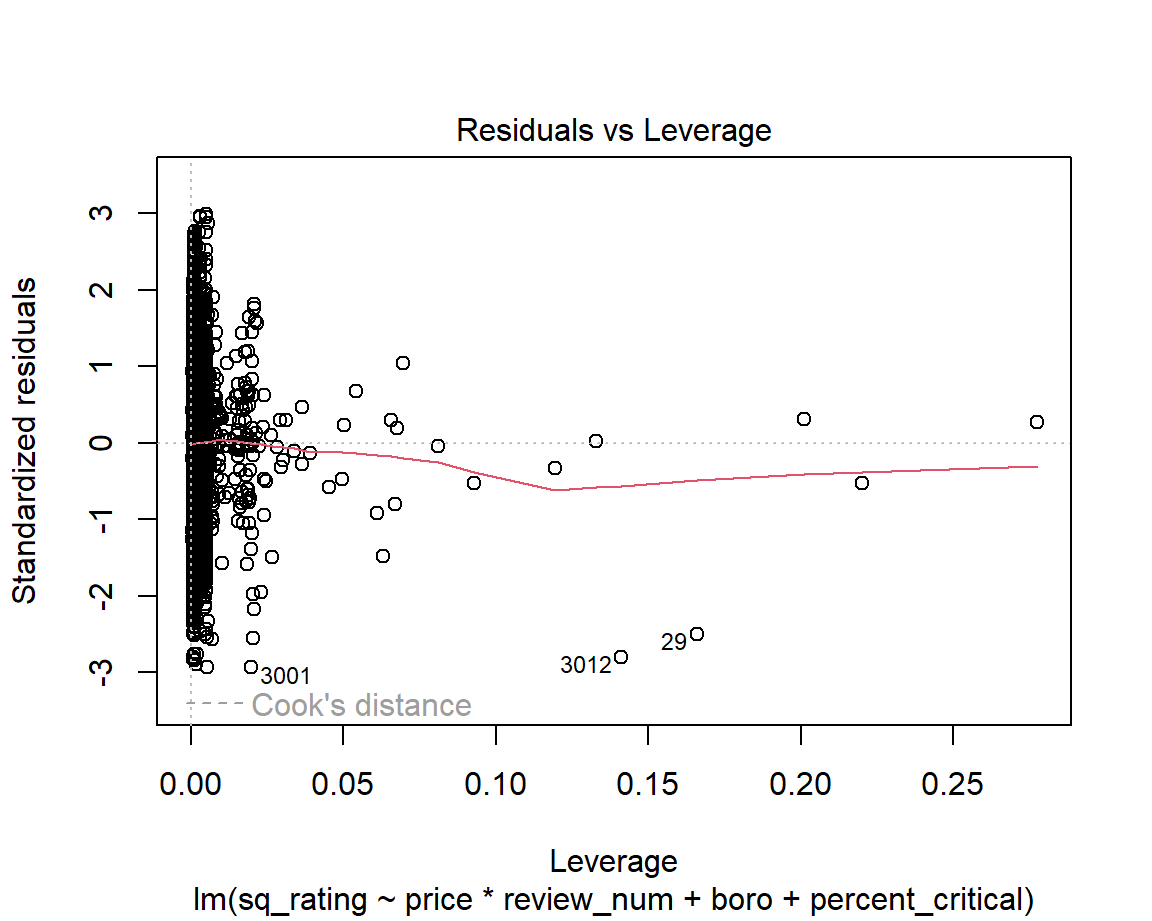 Residuals vs Leverage
Standardized residuals
3
2
1
0
-1
-2
-3
29
3012
3001
Cook's distance
0.00 0.05 0.10 0.15 0.20 0.25
Leverage
lm(sq_rating ~ price * review_num + boro + percent_critical)